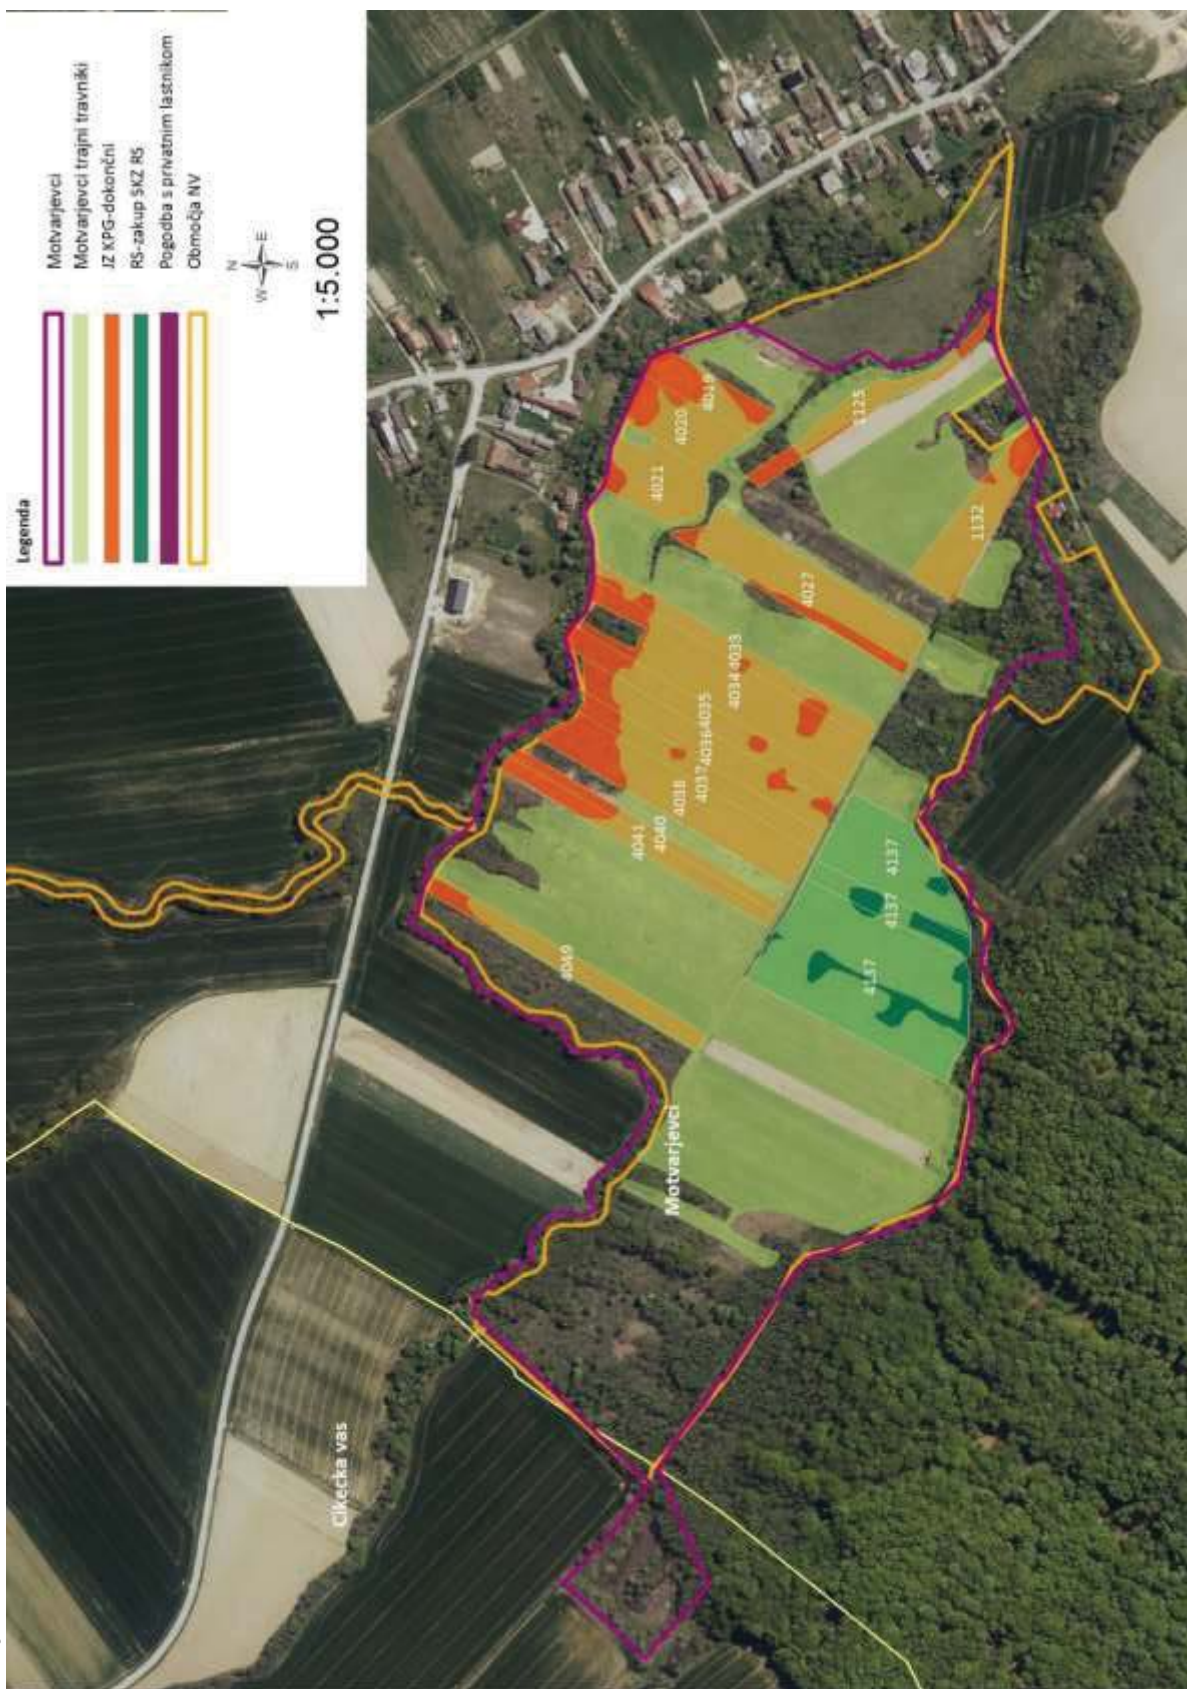 Legenda
Motvarjevci
Motvarjevci trajni travniki
JZ KPG-dokončni
RS-zakup SKZ RS
Pogodba s privatnim lastnikom
Območja NV
N
W E
S
1:5.000
Cikecka vas
Motvarjevci
4049
4041
4040
4038
4037
4036
4035
4034
4033
4027
4021
4020
4019
1125
1132
4137
4137
4137